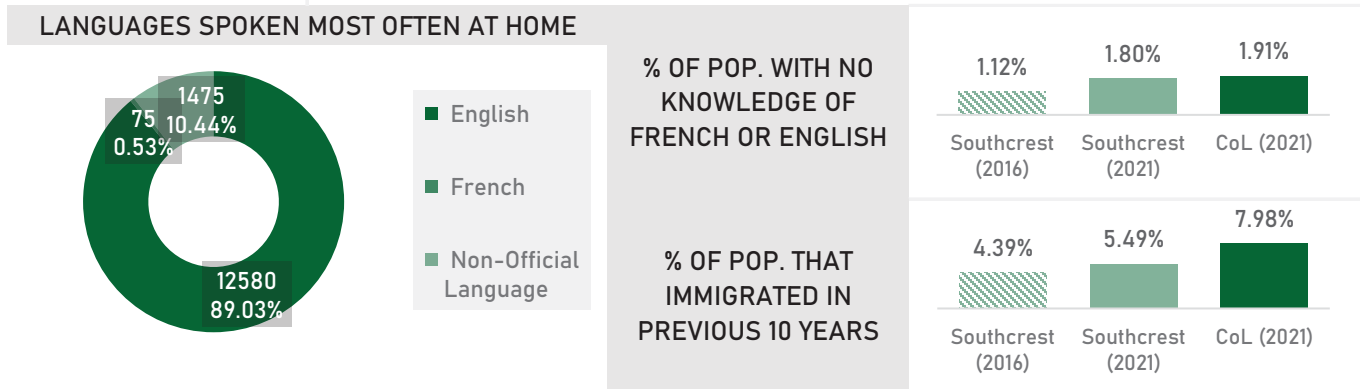 LANGUAGES SPOKEN MOST OFTEN AT HOME
1475
10.44%
75
0.53%
12580
89.03%
English
French
Non-Official
Language
% OF POP. WITH NO
KNOWLEDGE OF
FRENCH OR ENGLISH
1.12%
1.80%
1.91%
Southcrest
(2016)
Southcrest
(2021)
CoL (2021)
% OF POP. THAT
IMMIGRATED IN
PREVIOUS 10 YEARS
4.39%
5.49%
7.98%
Southcrest
(2016)
Southcrest
(2021)
CoL (2021)